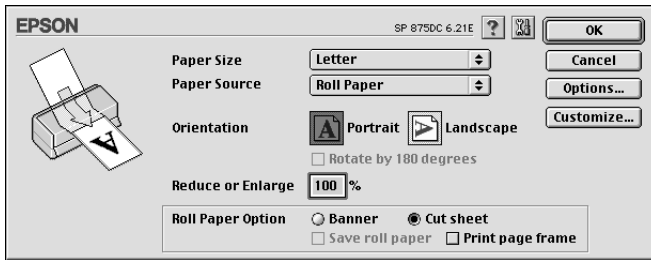 EPSON SP 875DC 6.21E ? OK
Paper Size Letter Cancel
Paper Source Roll Paper Options...
Customize...
Orientation A Portrait A Landscape
Rotate by 180 degrees
Reduce or Enlarge 100 %
Roll Paper Option Banner Cut sheet
Save roll paper Print page frame
A